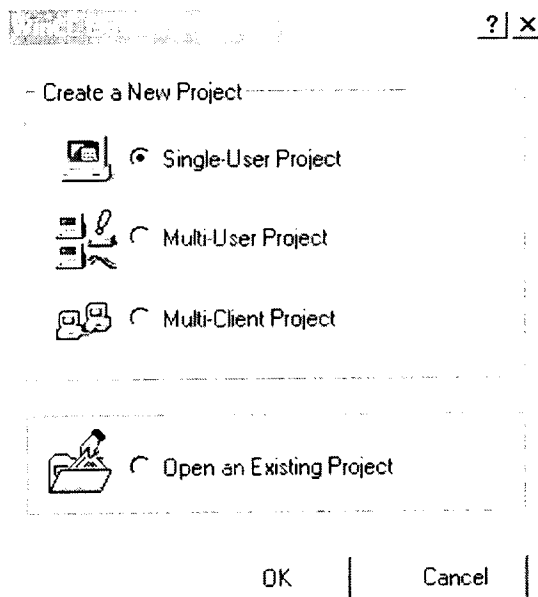 Create a New Project
Single-User Project
Multi-User Project
Multi-Client Project
Open an Existing Project
OK
Cancel